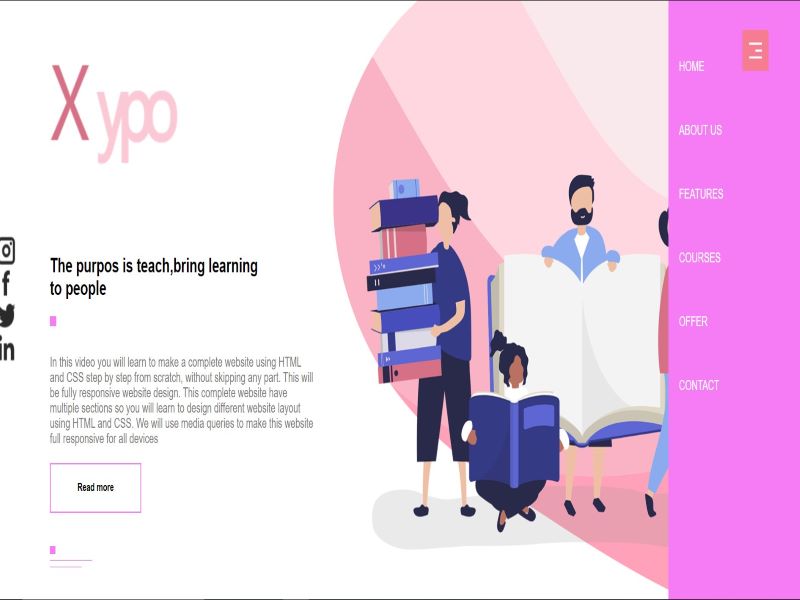 X ypo
HOME
ABOUT US
FEATURES
COURSES
OFFER
CONTACT
The purpos is teach,bring learning
to people
In this video you will learn to make a complete website using HTML
and CSS step by step from scratch, without skipping any part. This will
be fully responsive website design. This complete website have
multiple sections so you will learn to design different website layout
using HTML and CSS. We will use media queries to make this website
full responsive for all devices
Read more